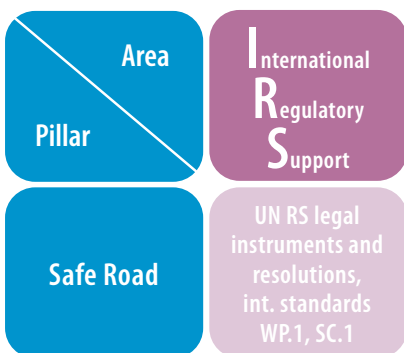 Area
Pillar
International
Regulatory
Support
Safe Road
UN RS legal
instruments and
resolutions,
int. standards
WP.1, SC.1